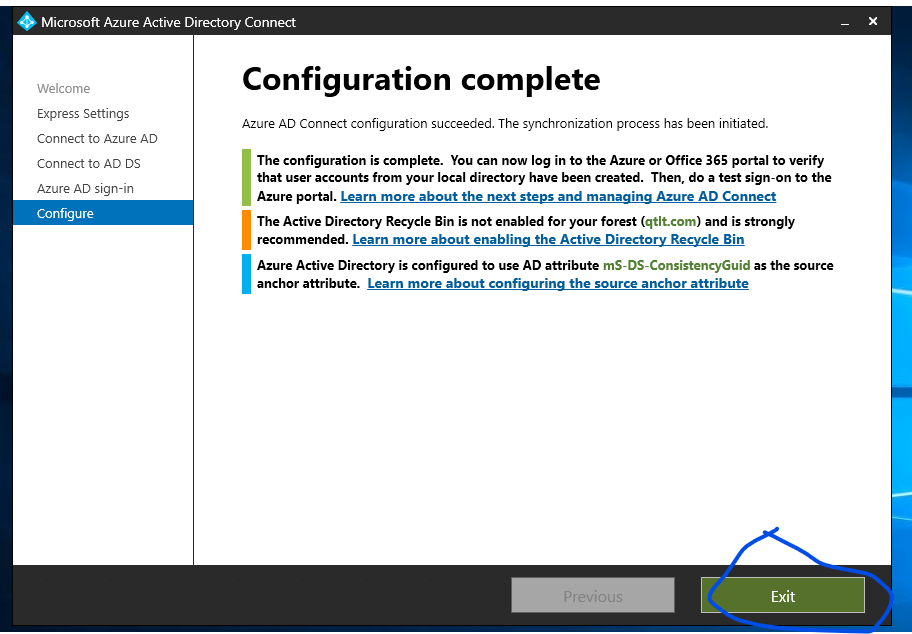 Microsoft Azure Active Directory Connect
Welcome
Express Settings
Connect to Azure AD
Connect to AD DS
Azure AD sign-in
Configure
Configuration complete
Azure AD Connect configuration succeeded. The synchronization process has been initiated.
The configuration is complete.  You can now log in to the Azure or Office 365 portal to verify
that user accounts from your local directory have been created.  Then, do a test sign-on to the
Azure portal. Learn more about the next steps and managing Azure AD Connect
The Active Directory Recycle Bin is not enabled for your forest (qtlt.com) and is strongly
recommended. Learn more about enabling the Active Directory Recycle Bin
Azure Active Directory is configured to use AD attribute mS-DS-ConsistencyGuid as the source
anchor attribute.  Learn more about configuring the source anchor attribute
Previous
Exit